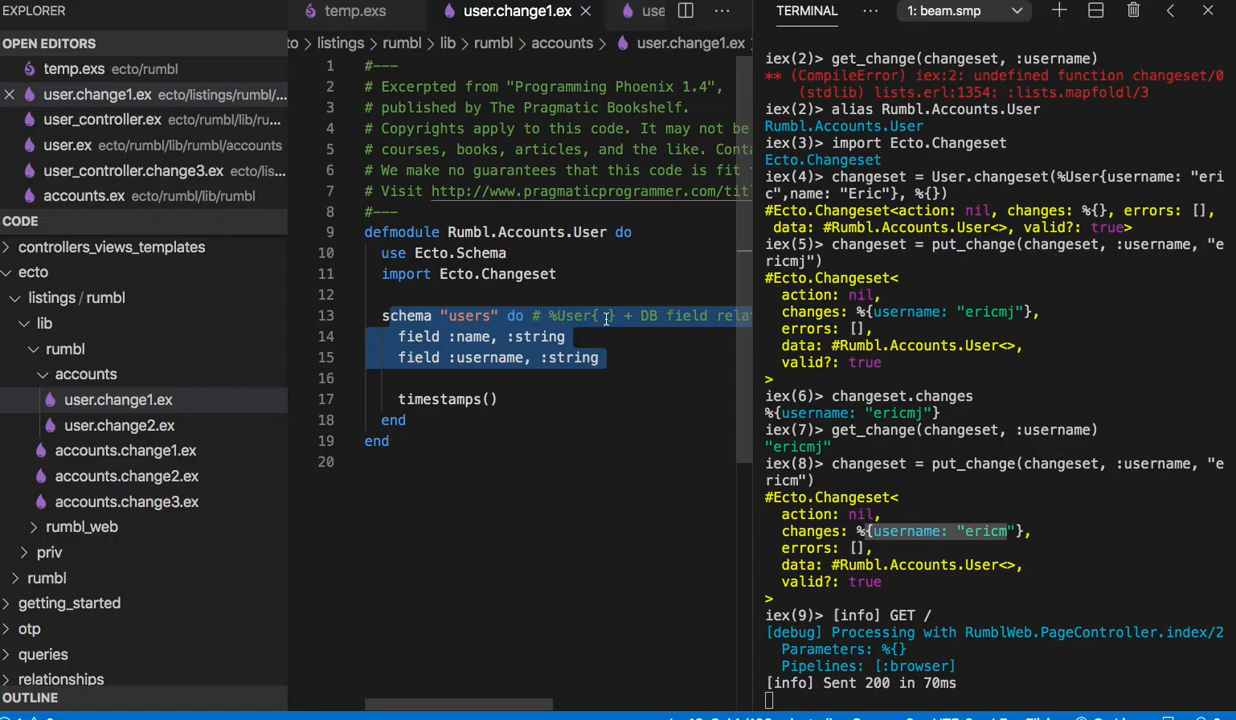 EXPLORER
OPEN EDITORS
temp.exs ecto/rumbl
user.change1.ex ecto/listings/rumbl/...
user_controller.ex ecto/rumbl/lib/ru...
user.ex ecto/rumbl/lib/rumbl/accounts
user_controller.change3.ex ecto/lis...
accounts.ex ecto/rumbl/lib/rumbl
CODE
controllers_views_templates
ecto
listings / rumbl
lib
rumbl
accounts
user.change1.ex
user.change2.ex
accounts.change1.ex
accounts.change2.ex
accounts.change3.ex
rumbl_web
priv
rumbl
getting_started
otp
queries
relationships
OUTLINE
temp.exs user.change1.ex use
to > listings > rumbl > lib > rumbl > accounts > user.change1.ex
1 #---
2 # Excerpted from "Programming Phoenix 1.4",
3 # published by The Pragmatic Bookshelf.
4 # Copyrights apply to this code. It may not be
5 # courses, books, articles, and the like. Conta
6 # We make no guarantees that this code is fit
7 # Visit http://www.pragmaticprogrammer.com/titl
8 #---
9 defmodule Rumbl.Accounts.User do
10 use Ecto.Schema
11 import Ecto.Changeset
12
13 schema "users" do # %User{ } + DB field rela
14 field :name, :string
15 field :username, :string
16
17 timestamps()
18 end
19 end
20
TERMINAL ... 1: beam.smp
iex(2)> get_change(changeset, :username)
** (CompileError) iex:2: undefined function changeset/0
(stdlib) lists.erl:1354: :lists.mapfoldl/3
iex(2)> alias Rumbl.Accounts.User
Rumbl.Accounts.User
iex(3)> import Ecto.Changeset
Ecto.Changeset
iex(4)> changeset = User.changeset(%User{username: "eri
c",name: "Eric"}, %{})
#Ecto.Changeset<action: nil, changes: %{}, errors: [],
data: #Rumbl.Accounts.User<>, valid?: true>
iex(5)> changeset = put_change(changeset, :username, "e
ricmj")
#Ecto.Changeset<
action: nil,
changes: %{username: "ericmj"},
errors: [],
data: #Rumbl.Accounts.User<>,
valid?: true
>
iex(6)> changeset.changes
%{username: "ericmj"}
iex(7)> get_change(changeset, :username)
"ericmj"
iex(8)> changeset = put_change(changeset, :username, "e
ricm")
#Ecto.Changeset<
action: nil,
changes: %{username: "ericm"},
errors: [],
data: #Rumbl.Accounts.User<>,
valid?: true
>
iex(9)> [info] GET /
[debug] Processing with RumblWeb.PageController.index/2
Parameters: %{}
Pipelines: [:browser]
[info] Sent 200 in 70ms